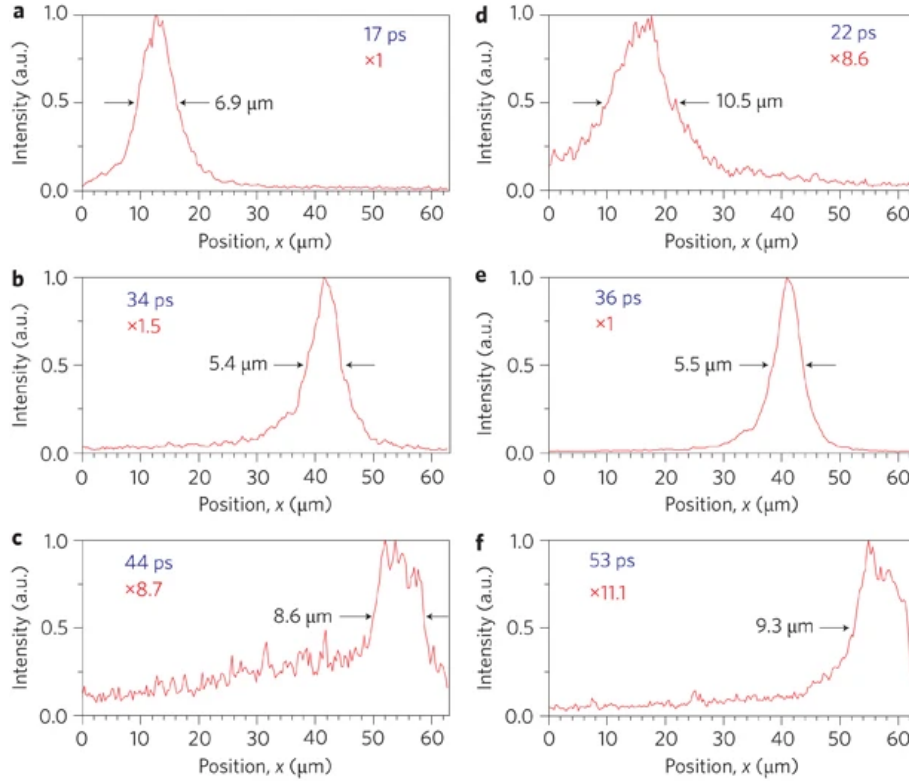 a
Intensity (a.u.)
1.0
0.5
0.0
17 ps
×1
6.9 μm
0 10 20 30 40 50 60
Position, x (μm)
d
Intensity (a.u.)
1.0
0.5
0.0
22 ps
×8.6
10.5 μm
0 10 20 30 40 50 60
Position, x (μm)
b
Intensity (a.u.)
1.0
0.5
0.0
34 ps
×1.5
5.4 μm
0 10 20 30 40 50 60
Position, x (μm)
e
Intensity (a.u.)
1.0
0.5
0.0
36 ps
×1
5.5 μm
0 10 20 30 40 50 60
Position, x (μm)
c
Intensity (a.u.)
1.0
0.5
0.0
44 ps
×8.7
8.6 μm
0 10 20 30 40 50 60
Position, x (μm)
f
Intensity (a.u.)
1.0
0.5
0.0
53 ps
×11.1
9.3 μm
0 10 20 30 40 50 60
Position, x (μm)